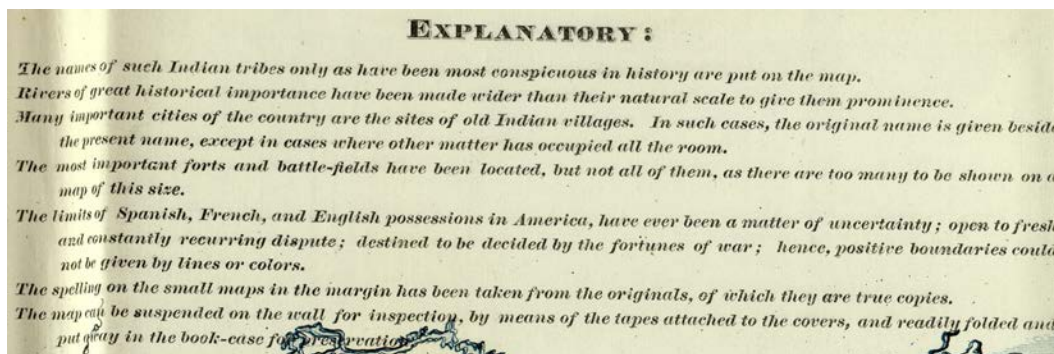 EXPLANATORY:
The names of such Indian tribes only as have been most conspicuous in history are put on the map.
Rivers of great historical importance have been made wider than their natural scale to give them prominence.
Many important cities of the country are the sites of old Indian villages. In such cases, the original name is given beside
the present name, except in cases where other matter has occupied all the room.
The most important forts and battle-fields have been located, but not all of them, as there are too many to be shown on a
map of this size.
The limits of Spanish, French, and English possessions in America, have ever been a matter of uncertainty; open to fresh
and constantly recurring dispute; destined to be decided by the fortunes of war; hence, positive boundaries could
not be given by lines or colors.
The spelling on the small maps in the margin has been taken from the originals, of which they are true copies.
The map can be suspended on the wall for inspection, by means of the tapes attached to the covers, and readily folded and
put away in the book-case for preservation.